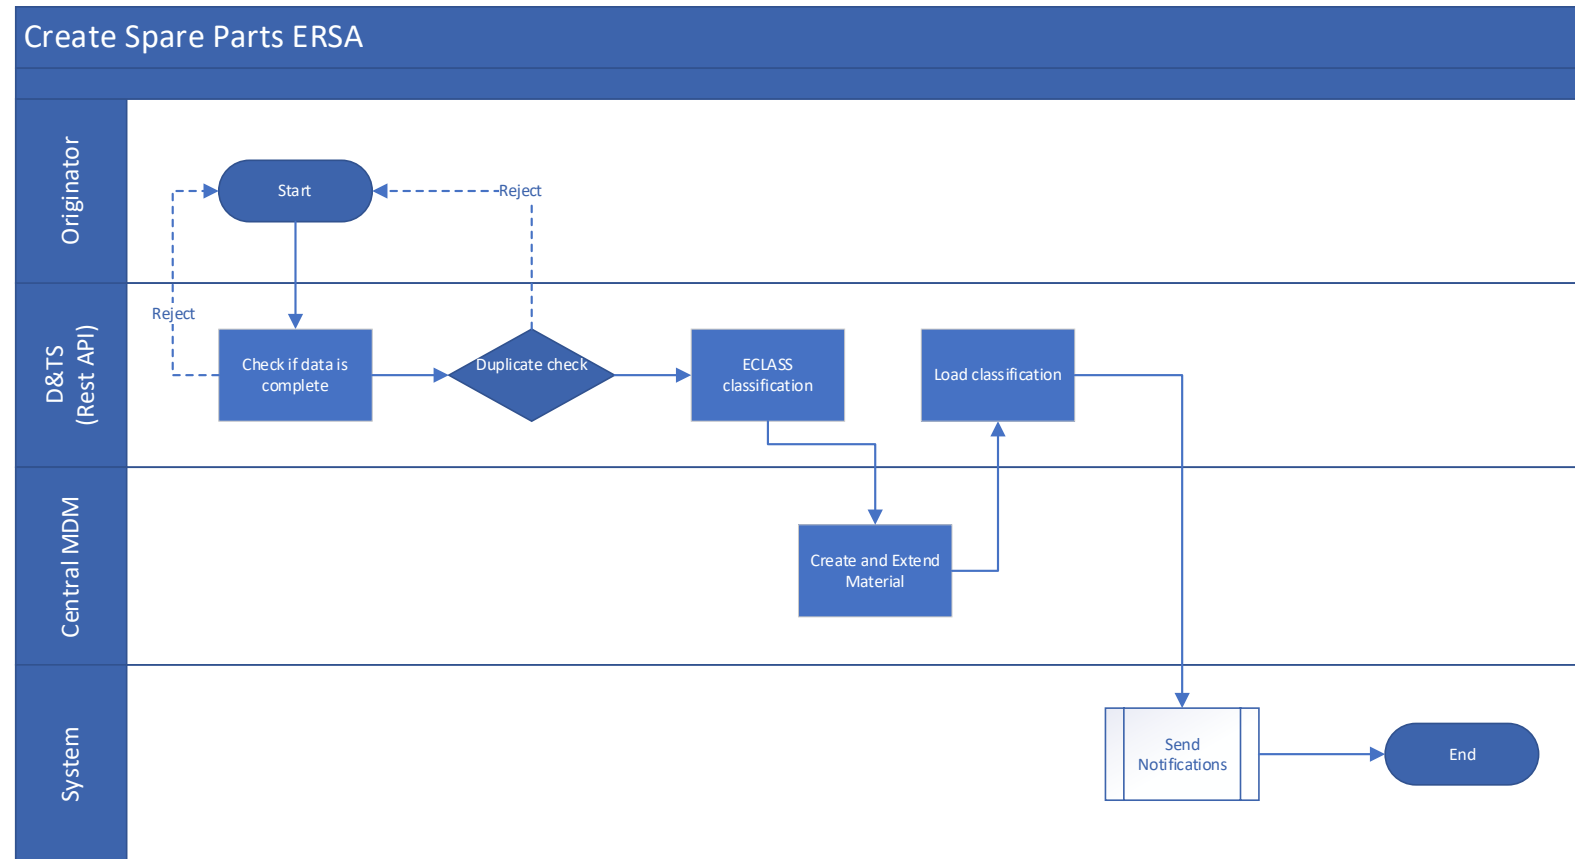 Create Spare Parts ERSA
Originator
Start
Reject
Reject
D&TS
(Rest API)
Check if data is
complete
Duplicate check
ECLASS
classification
Load classification
Central MDM
Create and Extend
Material
System
Send
Notifications
End